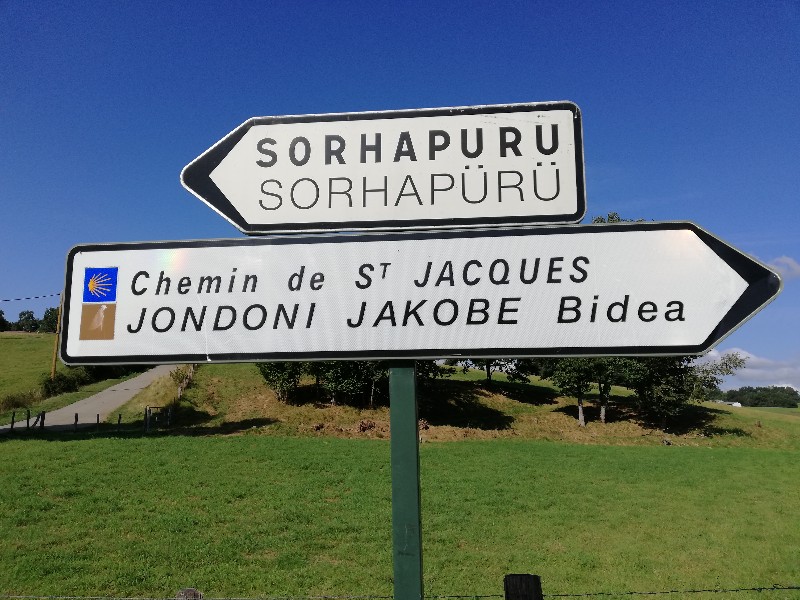 SORHAPURU
SORHAPÜRÜ
Chemin de Sᵀ JACQUES
JONDONI JAKOBE Bidea